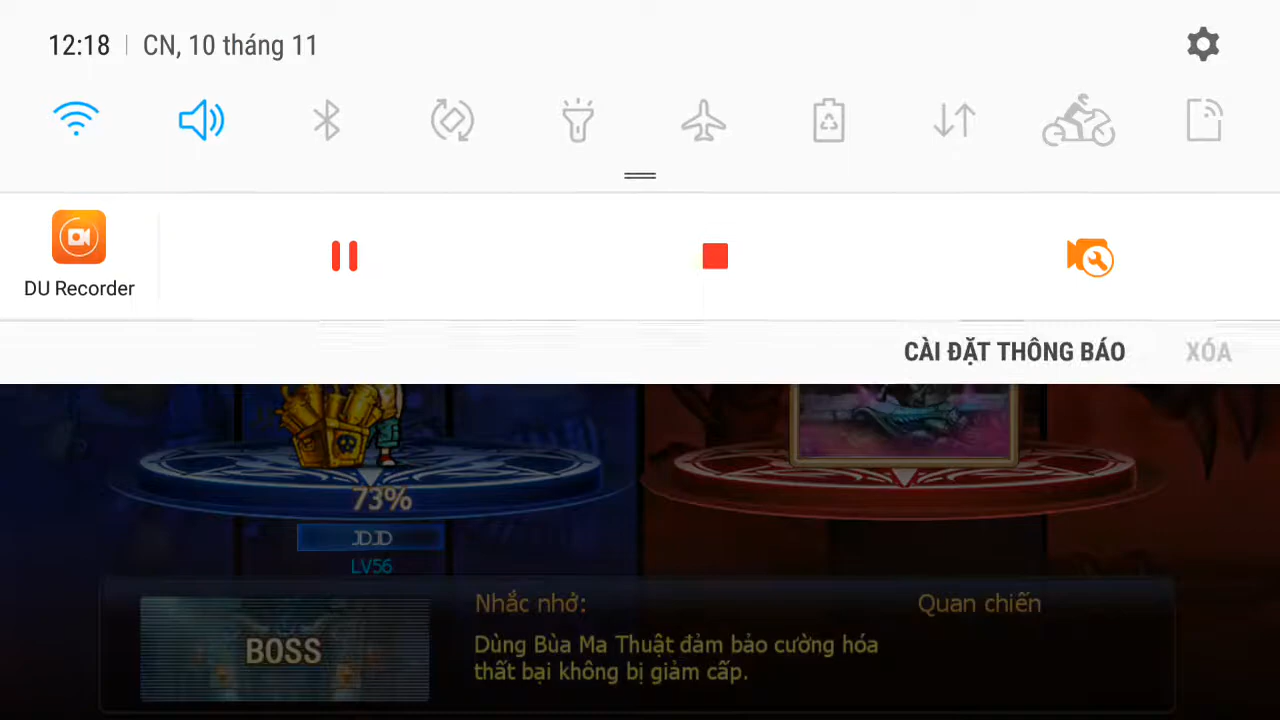 12:18 CN, 10 tháng 11
DU Recorder
CÀI ĐẶT THÔNG BÁO XÓA
73%
JDJD
LV56
Nhắc nhở: Quan chiến
BOSS
Dùng Bùa Ma Thuật đảm bảo cường hóa
thất bại không bị giảm cấp.